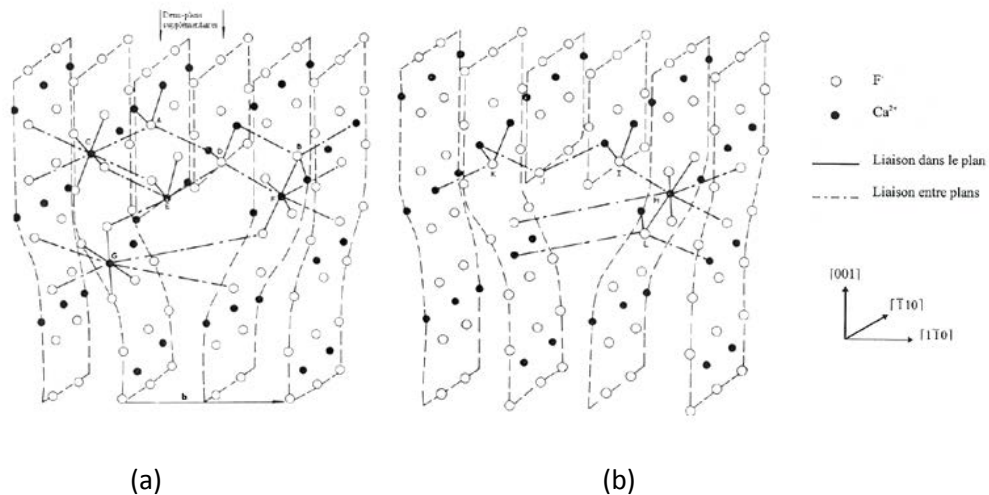 Demi-plans
supplémentaires
A
B
C
D
E
F
G
b
K
J
I
M
L
F
Ca²⁺
Liaison dans le plan
Liaison entre plans
[001]
[1̅10]
[11̅0]
(a)
(b)